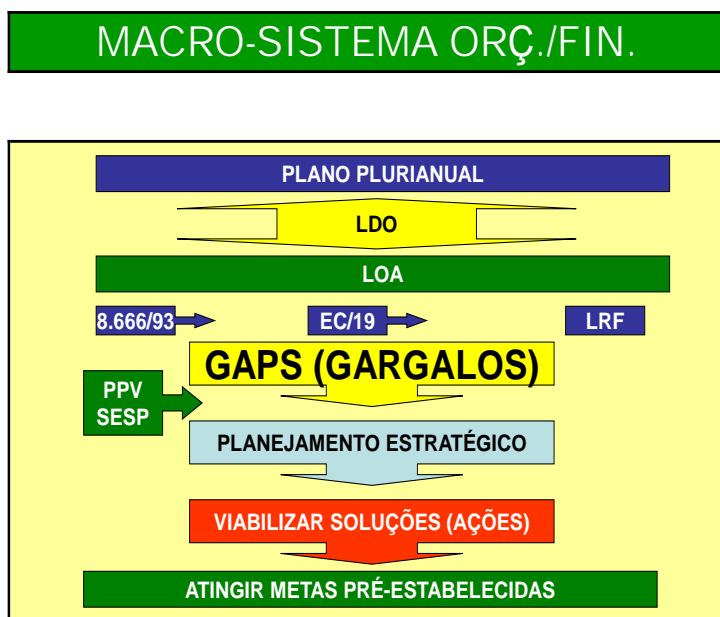 MACRO-SISTEMA ORÇ./FIN.
PLANO PLURIANUAL
LDO
LOA
8.666/93
EC/19
LRF
GAPS (GARGALOS)
PPV
SESP
PLANEJAMENTO ESTRATÉGICO
VIABILIZAR SOLUÇÕES (AÇÕES)
ATINGIR METAS PRÉ-ESTABELECIDAS